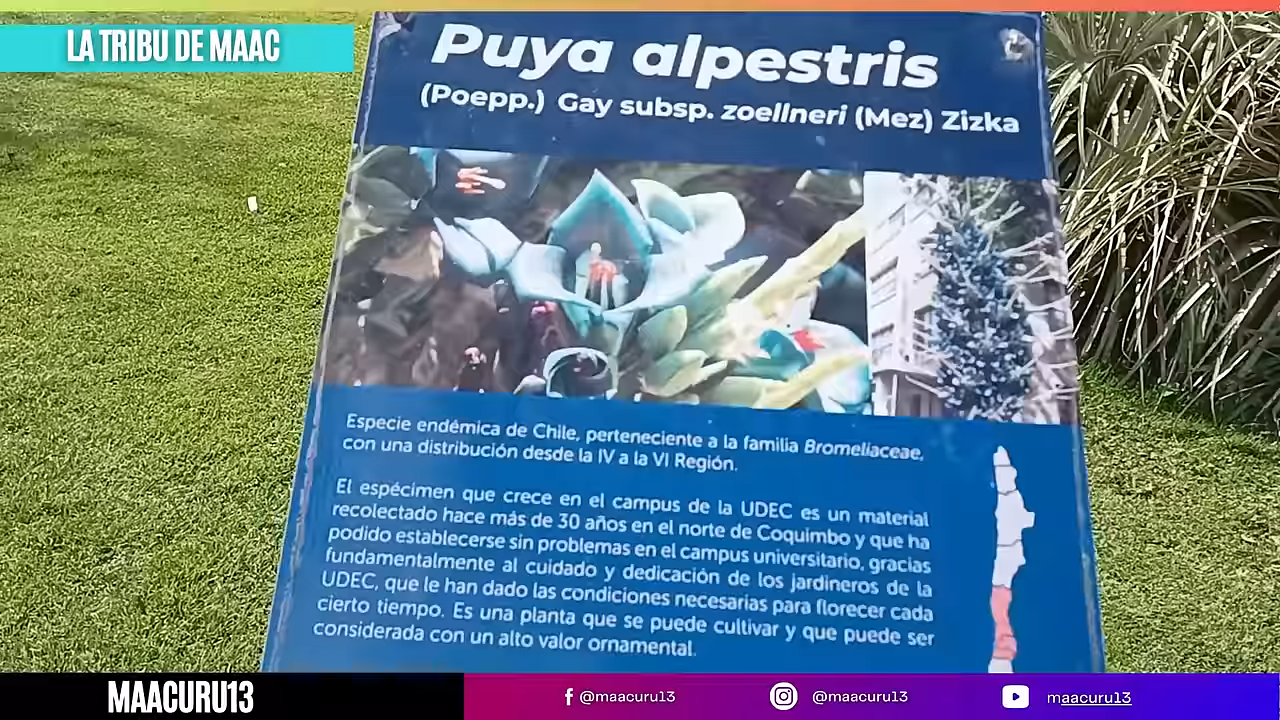 LA TRIBU DE MAAC
Puya alpestris
(Poepp.) Gay subsp. zoellneri (Mez) Zizka
Especie endémica de Chile, perteneciente a la familia Bromeliaceae,
con una distribución desde la IV a la VI Región.
El espécimen que crece en el campus de la UDEC es un material
recolectado hace más de 30 años en el norte de Coquimbo y que ha
podido establecerse sin problemas en el campus universitario, gracias
fundamentalmente al cuidado y dedicación de los jardineros de la
UDEC, que le han dado las condiciones necesarias para florecer cada
cierto tiempo. Es una planta que se puede cultivar y que puede ser
considerada con un alto valor ornamental.
MAACURU13
@maacuru13
@maacuru13
maacuru13